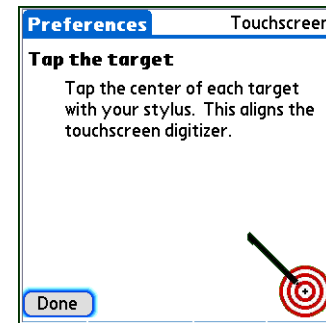 Preferences Touchscreen
Tap the target
Tap the center of each target
with your stylus. This aligns the
touchscreen digitizer.
Done